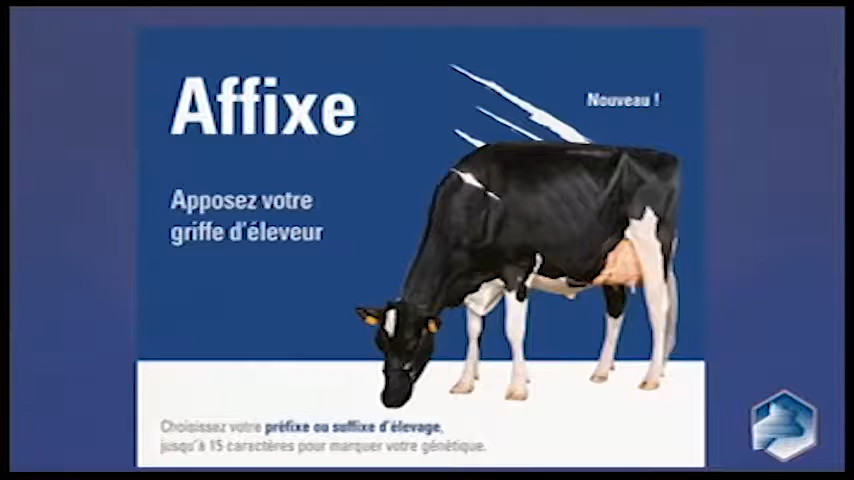 Affixe
Nouveau !
Apposez votre
griffe d'éleveur
Choisissez votre préfixe ou suffixe d'élevage,
jusqu'à 15 caractères pour marquer votre génétique.